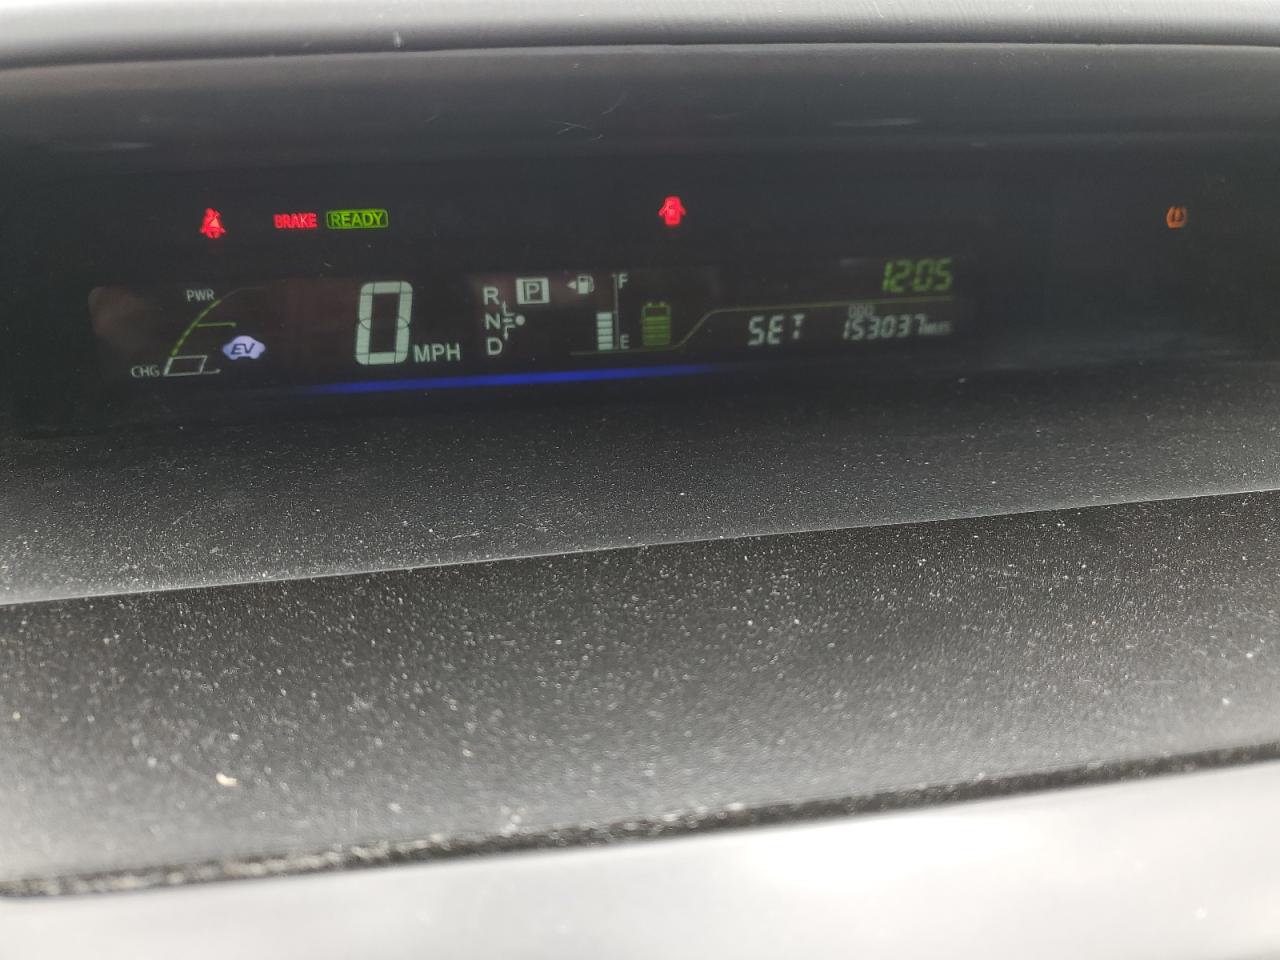 BRAKE READY
12:05
PWR
EV
CHG
0 MPH
R P
N
D
F
E
ODO
SET 153037 MILES